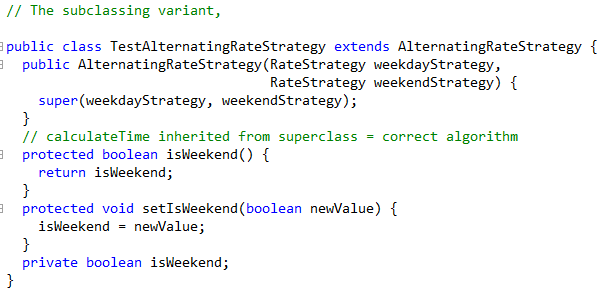 // The subclassing variant,
public class TestAlternatingRateStrategy extends AlternatingRateStrategy {
public AlternatingRateStrategy(RateStrategy weekdayStrategy,
RateStrategy weekendStrategy) {
super(weekdayStrategy, weekendStrategy);
}
// calculateTime inherited from superclass = correct algorithm
protected boolean isWeekend() {
return isWeekend;
}
protected void setIsWeekend(boolean newValue) {
isWeekend = newValue;
}
private boolean isWeekend;
}